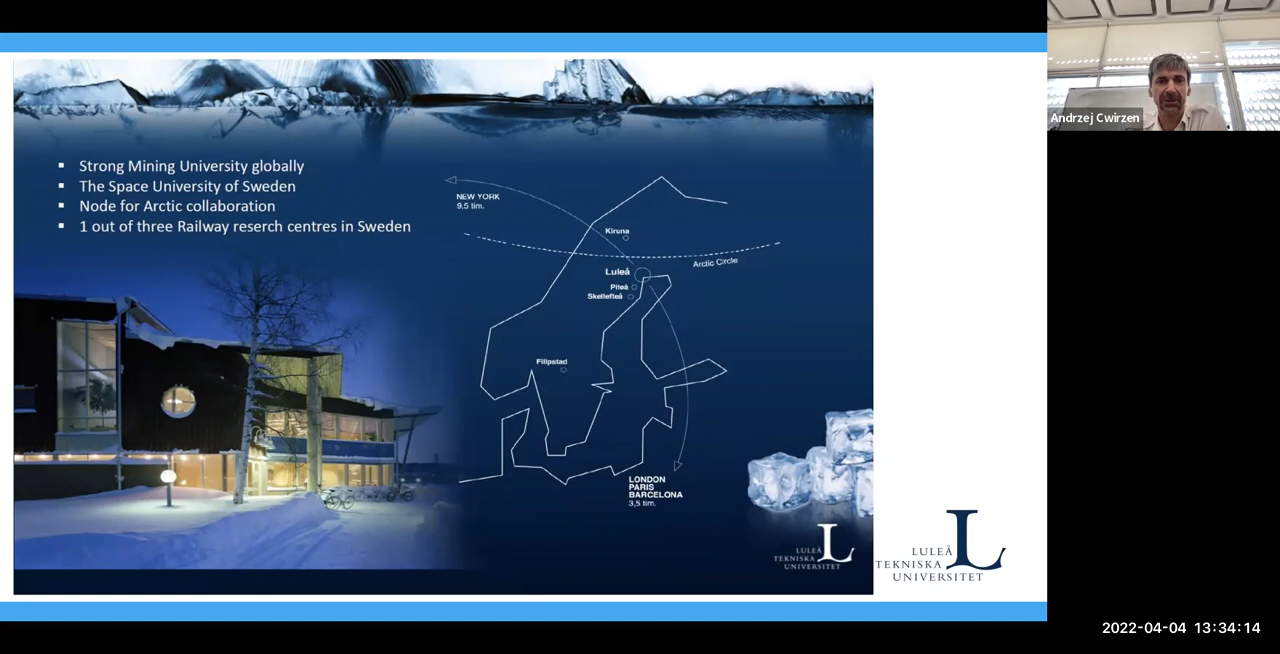 Strong Mining University globally
The Space University of Sweden
Node for Arctic collaboration
1 out of three Railway reserch centres in Sweden
NEW YORK
9,5 tim.
Kiruna
Arctic Circle
Luleå
Piteå
Skellefteå
Filipstad
LONDON
PARIS
BARCELONA
3,5 tim.
LULEÅ
TEKNISKA
UNIVERSITET
L
LULEÅ
TEKNISKA
UNIVERSITET
L
Andrzej Cwirzen
2022-04-04 13:34:14